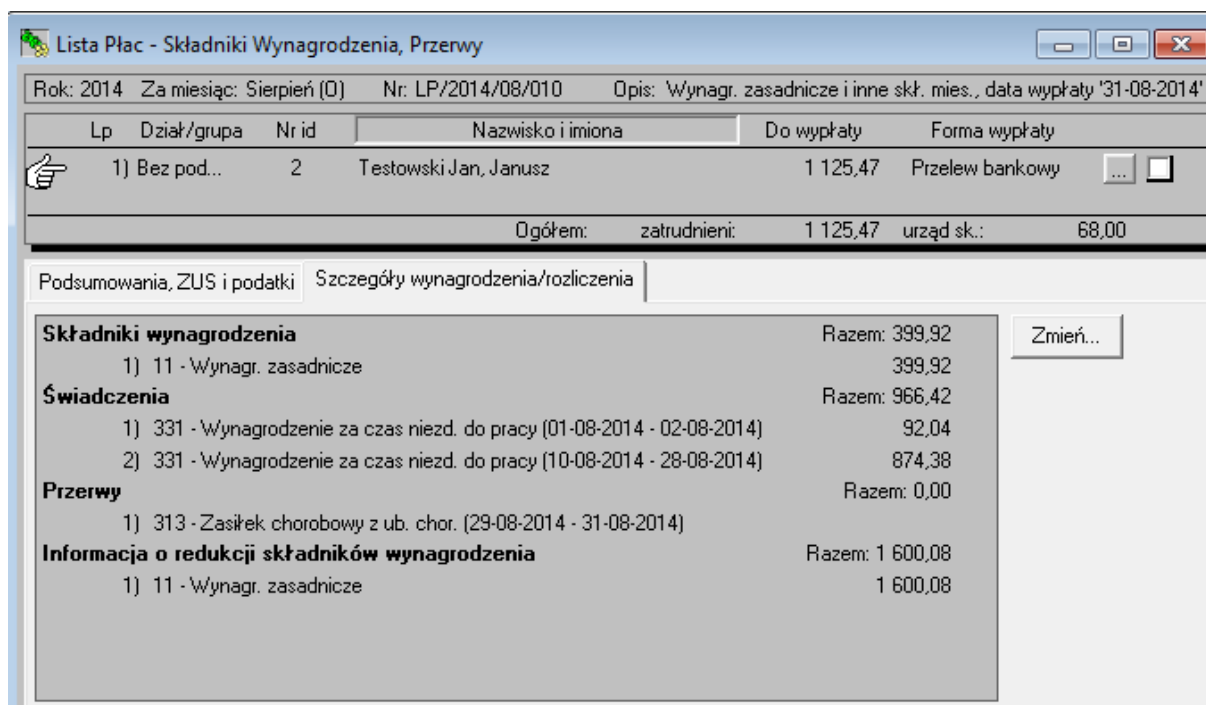 Lista Płac - Składniki Wynagrodzenia, Przerwy
Rok: 2014 Za miesiąc: Sierpień (O) Nr: LP/2014/08/010 Opis: Wynagr. zasadnicze i inne skł. mies., data wypłaty '31-08-2014'
Lp Dział/grupa Nr id Nazwisko i imiona Do wypłaty Forma wypłaty
1) Bez pod... 2 Testowski Jan, Janusz 1 125,47 Przelew bankowy ...
Ogółem: zatrudnieni: 1 125,47 urząd sk.: 68,00
Podsumowania, ZUS i podatki Szczegóły wynagrodzenia/rozliczenia
Składniki wynagrodzenia Razem: 399,92 Zmień...
1) 11 - Wynagr. zasadnicze 399,92
Świadczenia Razem: 966,42
1) 331 - Wynagrodzenie za czas niezd. do pracy (01-08-2014 - 02-08-2014) 92,04
2) 331 - Wynagrodzenie za czas niezd. do pracy (10-08-2014 - 28-08-2014) 874,38
Przerwy Razem: 0,00
1) 313 - Zasiłek chorobowy z ub. chor. (29-08-2014 - 31-08-2014)
Informacja o redukcji składników wynagrodzenia Razem: 1 600,08
1) 11 - Wynagr. zasadnicze 1 600,08